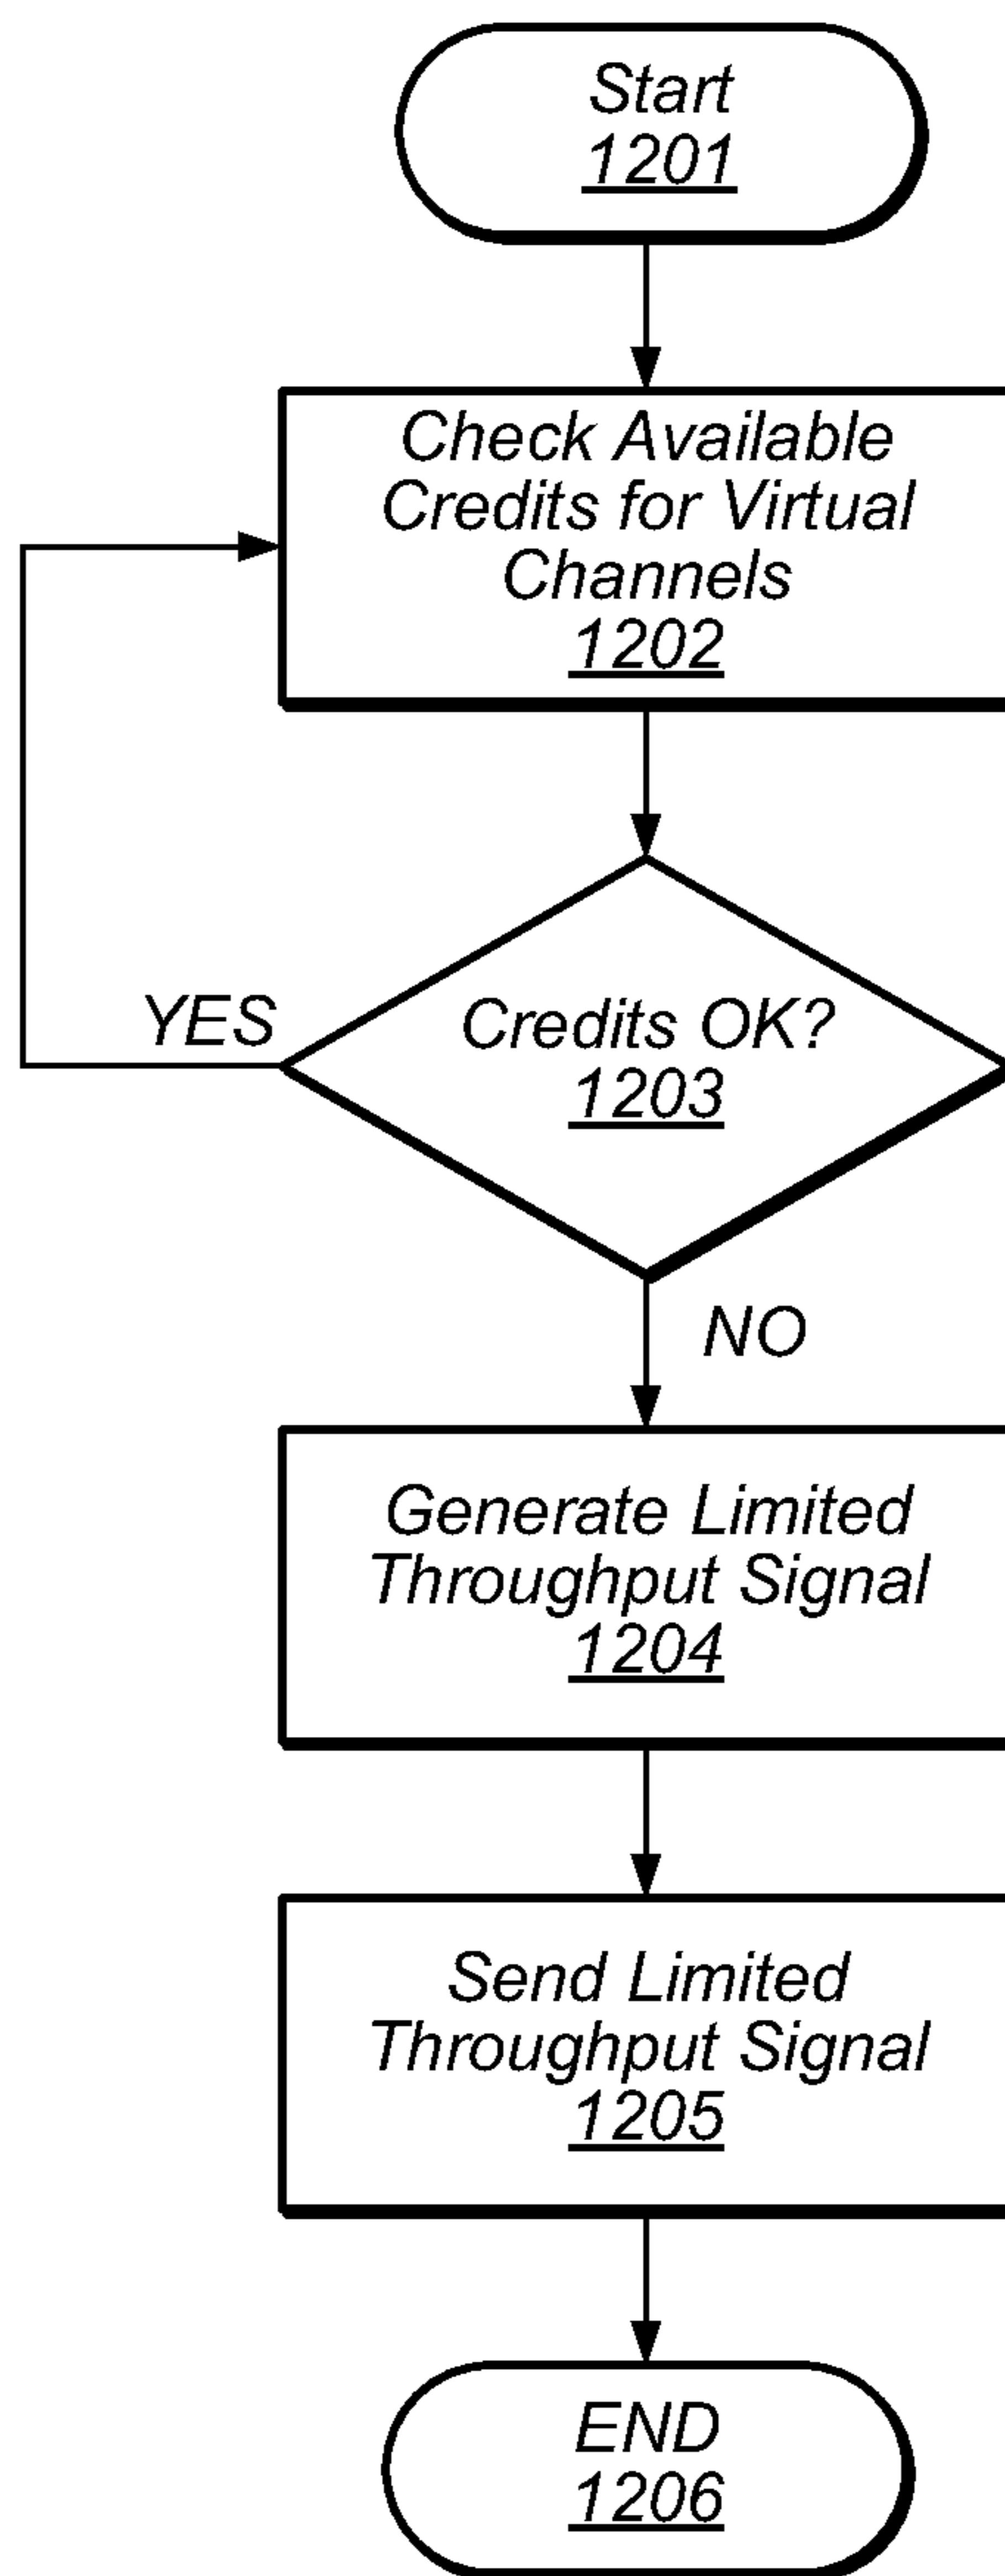 Start
1201
Check Available
Credits for Virtual
Channels
1202
YES
Credits OK?
1203
NO
Generate Limited
Throughput Signal
1204
Send Limited
Throughput Signal
1205
END
1206